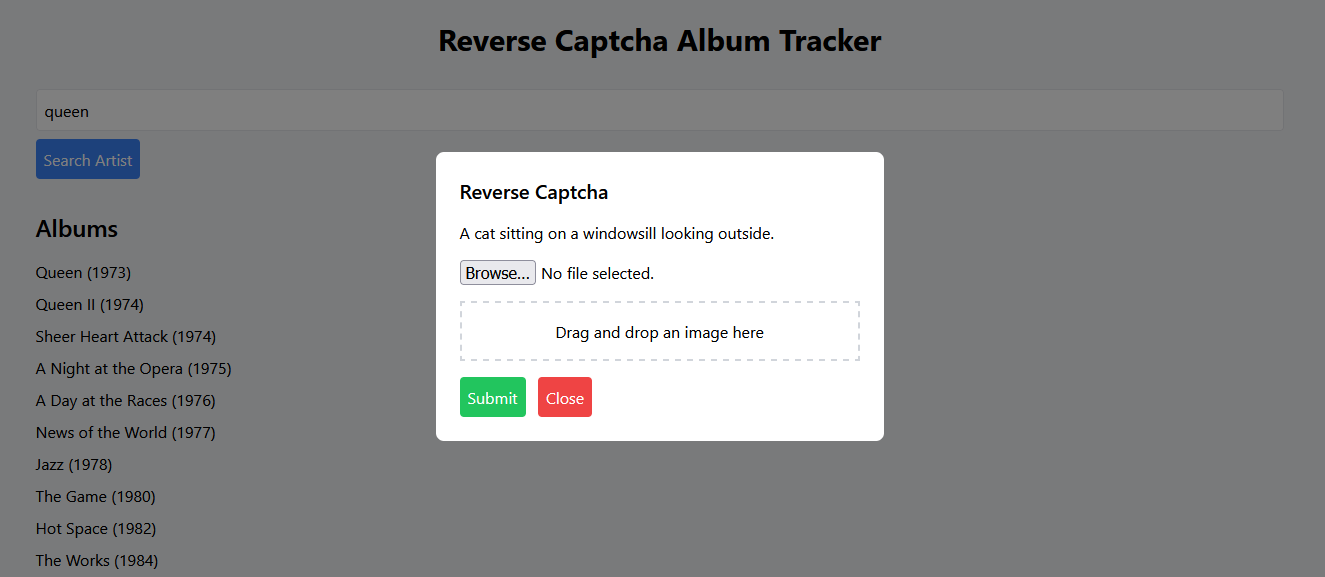 Reverse Captcha Album Tracker
queen
Search Artist
Albums
Queen (1973)
Queen II (1974)
Sheer Heart Attack (1974)
A Night at the Opera (1975)
A Day at the Races (1976)
News of the World (1977)
Jazz (1978)
The Game (1980)
Hot Space (1982)
The Works (1984)
Reverse Captcha
A cat sitting on a windowsill looking outside.
Browse... No file selected.
Drag and drop an image here
Submit Close